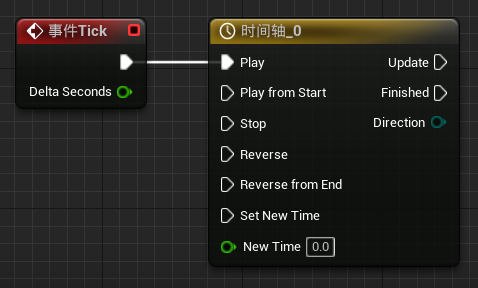 事件Tick
Delta Seconds
时间轴_0
Play
Update
Play from Start
Finished
Stop
Direction
Reverse
Reverse from End
Set New Time
New Time 0.0